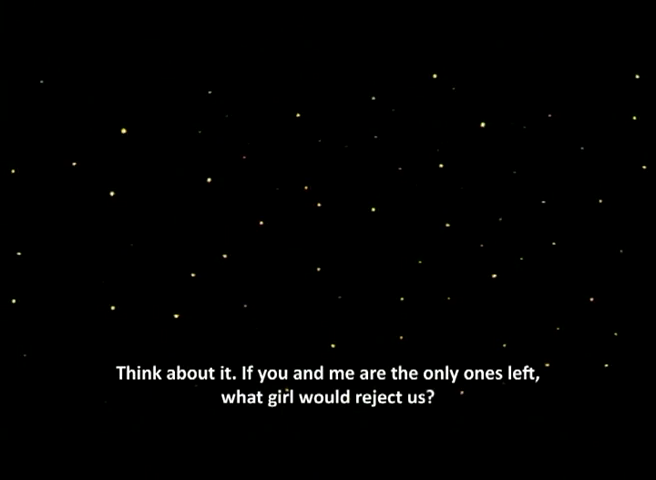 Think about it. If you and me are the only ones left,
what girl would reject us?